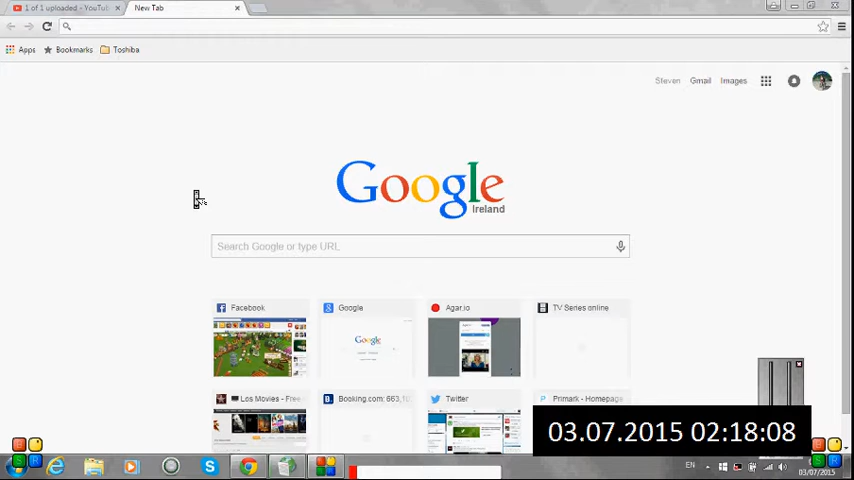 1 of 1 uploaded - YouTub
New Tab
Apps Bookmarks Toshiba
Steven Gmail Images
Google
Ireland
Search Google or type URL
Facebook
Google
Agar.io
TV Series online
Los Movies - Free
Booking.com: 663,1
Twitter
Primark - Homepage
03.07.2015 02:18:08
EN
03/07/2015